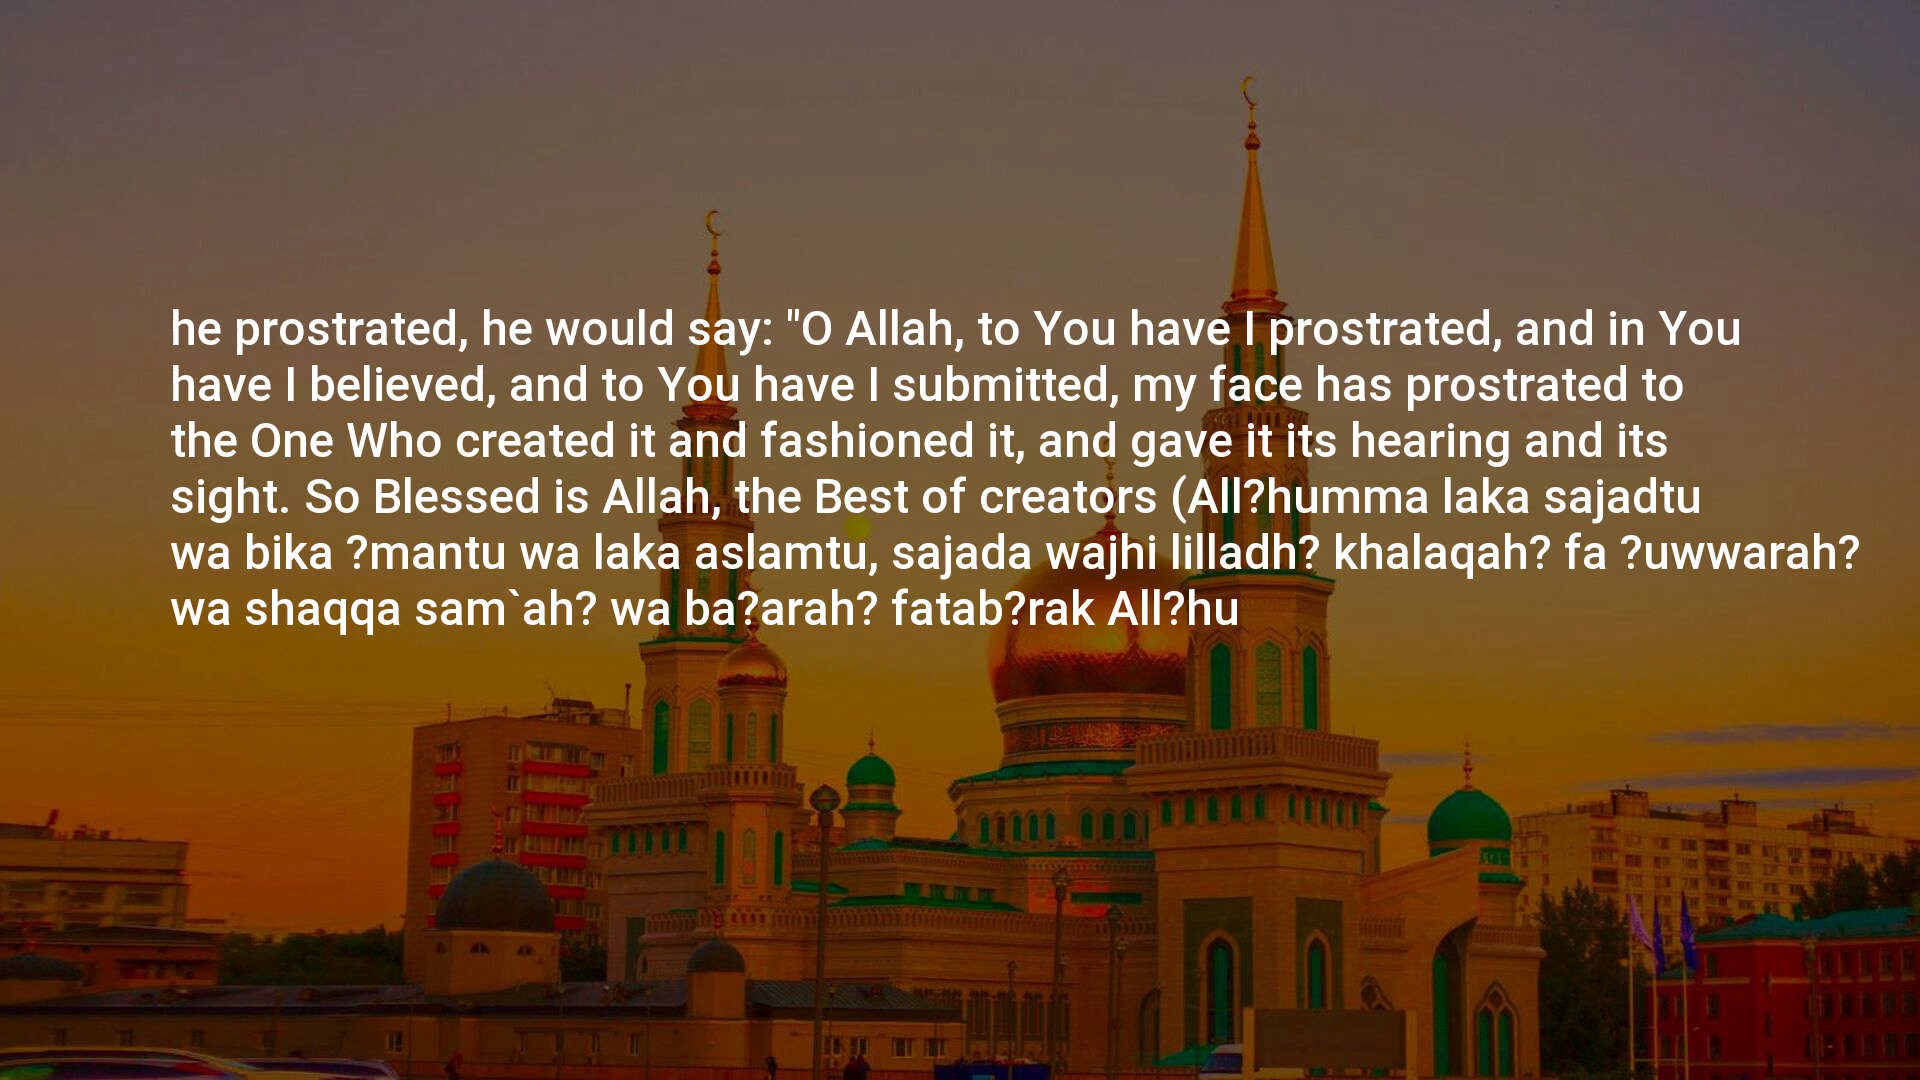 he prostrated, he would say: "O Allah, to You have I prostrated, and in You
have I believed, and to You have I submitted, my face has prostrated to
the One Who created it and fashioned it, and gave it its hearing and its
sight. So Blessed is Allah, the Best of creators (All?humma laka sajadtu
wa bika ?mantu wa laka aslamtu, sajada wajhi lilladh? khalaqah? fa ?uwwarah?
wa shaqqa sam`ah? wa ba?arah? fatab?rak All?hu